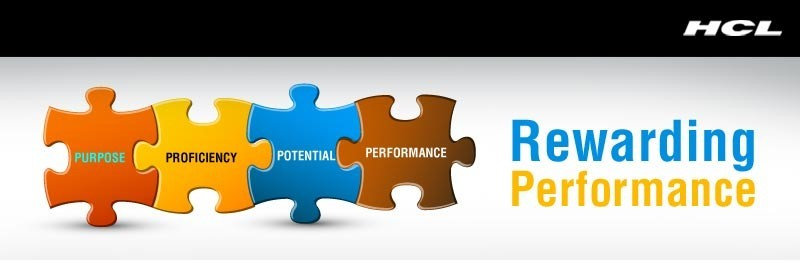 HCL
PURPOSE
PROFICIENCY
POTENTIAL
PERFORMANCE
Rewarding
Performance